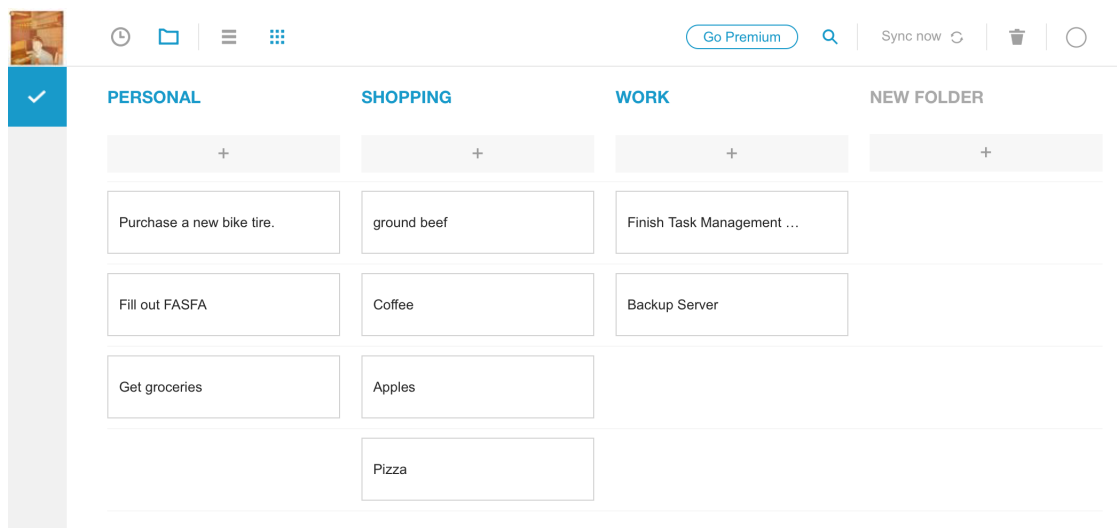 Go Premium
Sync now
PERSONAL
SHOPPING
WORK
NEW FOLDER
+
+
+
+
Purchase a new bike tire.
ground beef
Finish Task Management …
Fill out FASFA
Coffee
Backup Server
Get groceries
Apples
Pizza